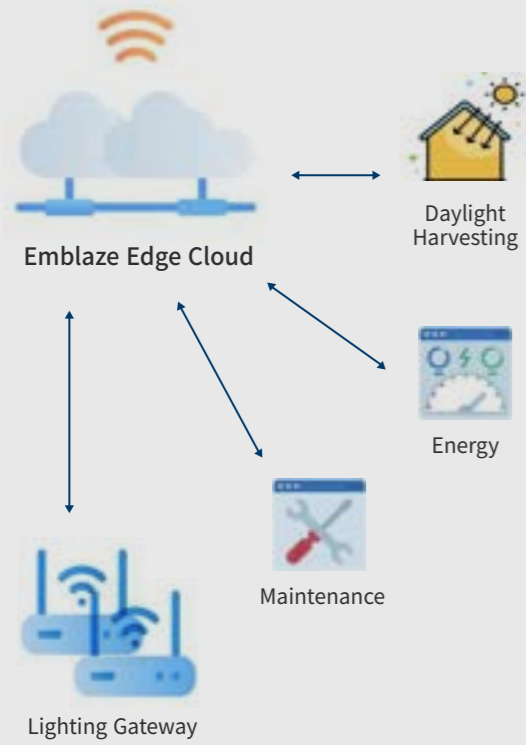 Emblaze Edge Cloud
Daylight
Harvesting
Energy
Maintenance
Lighting Gateway